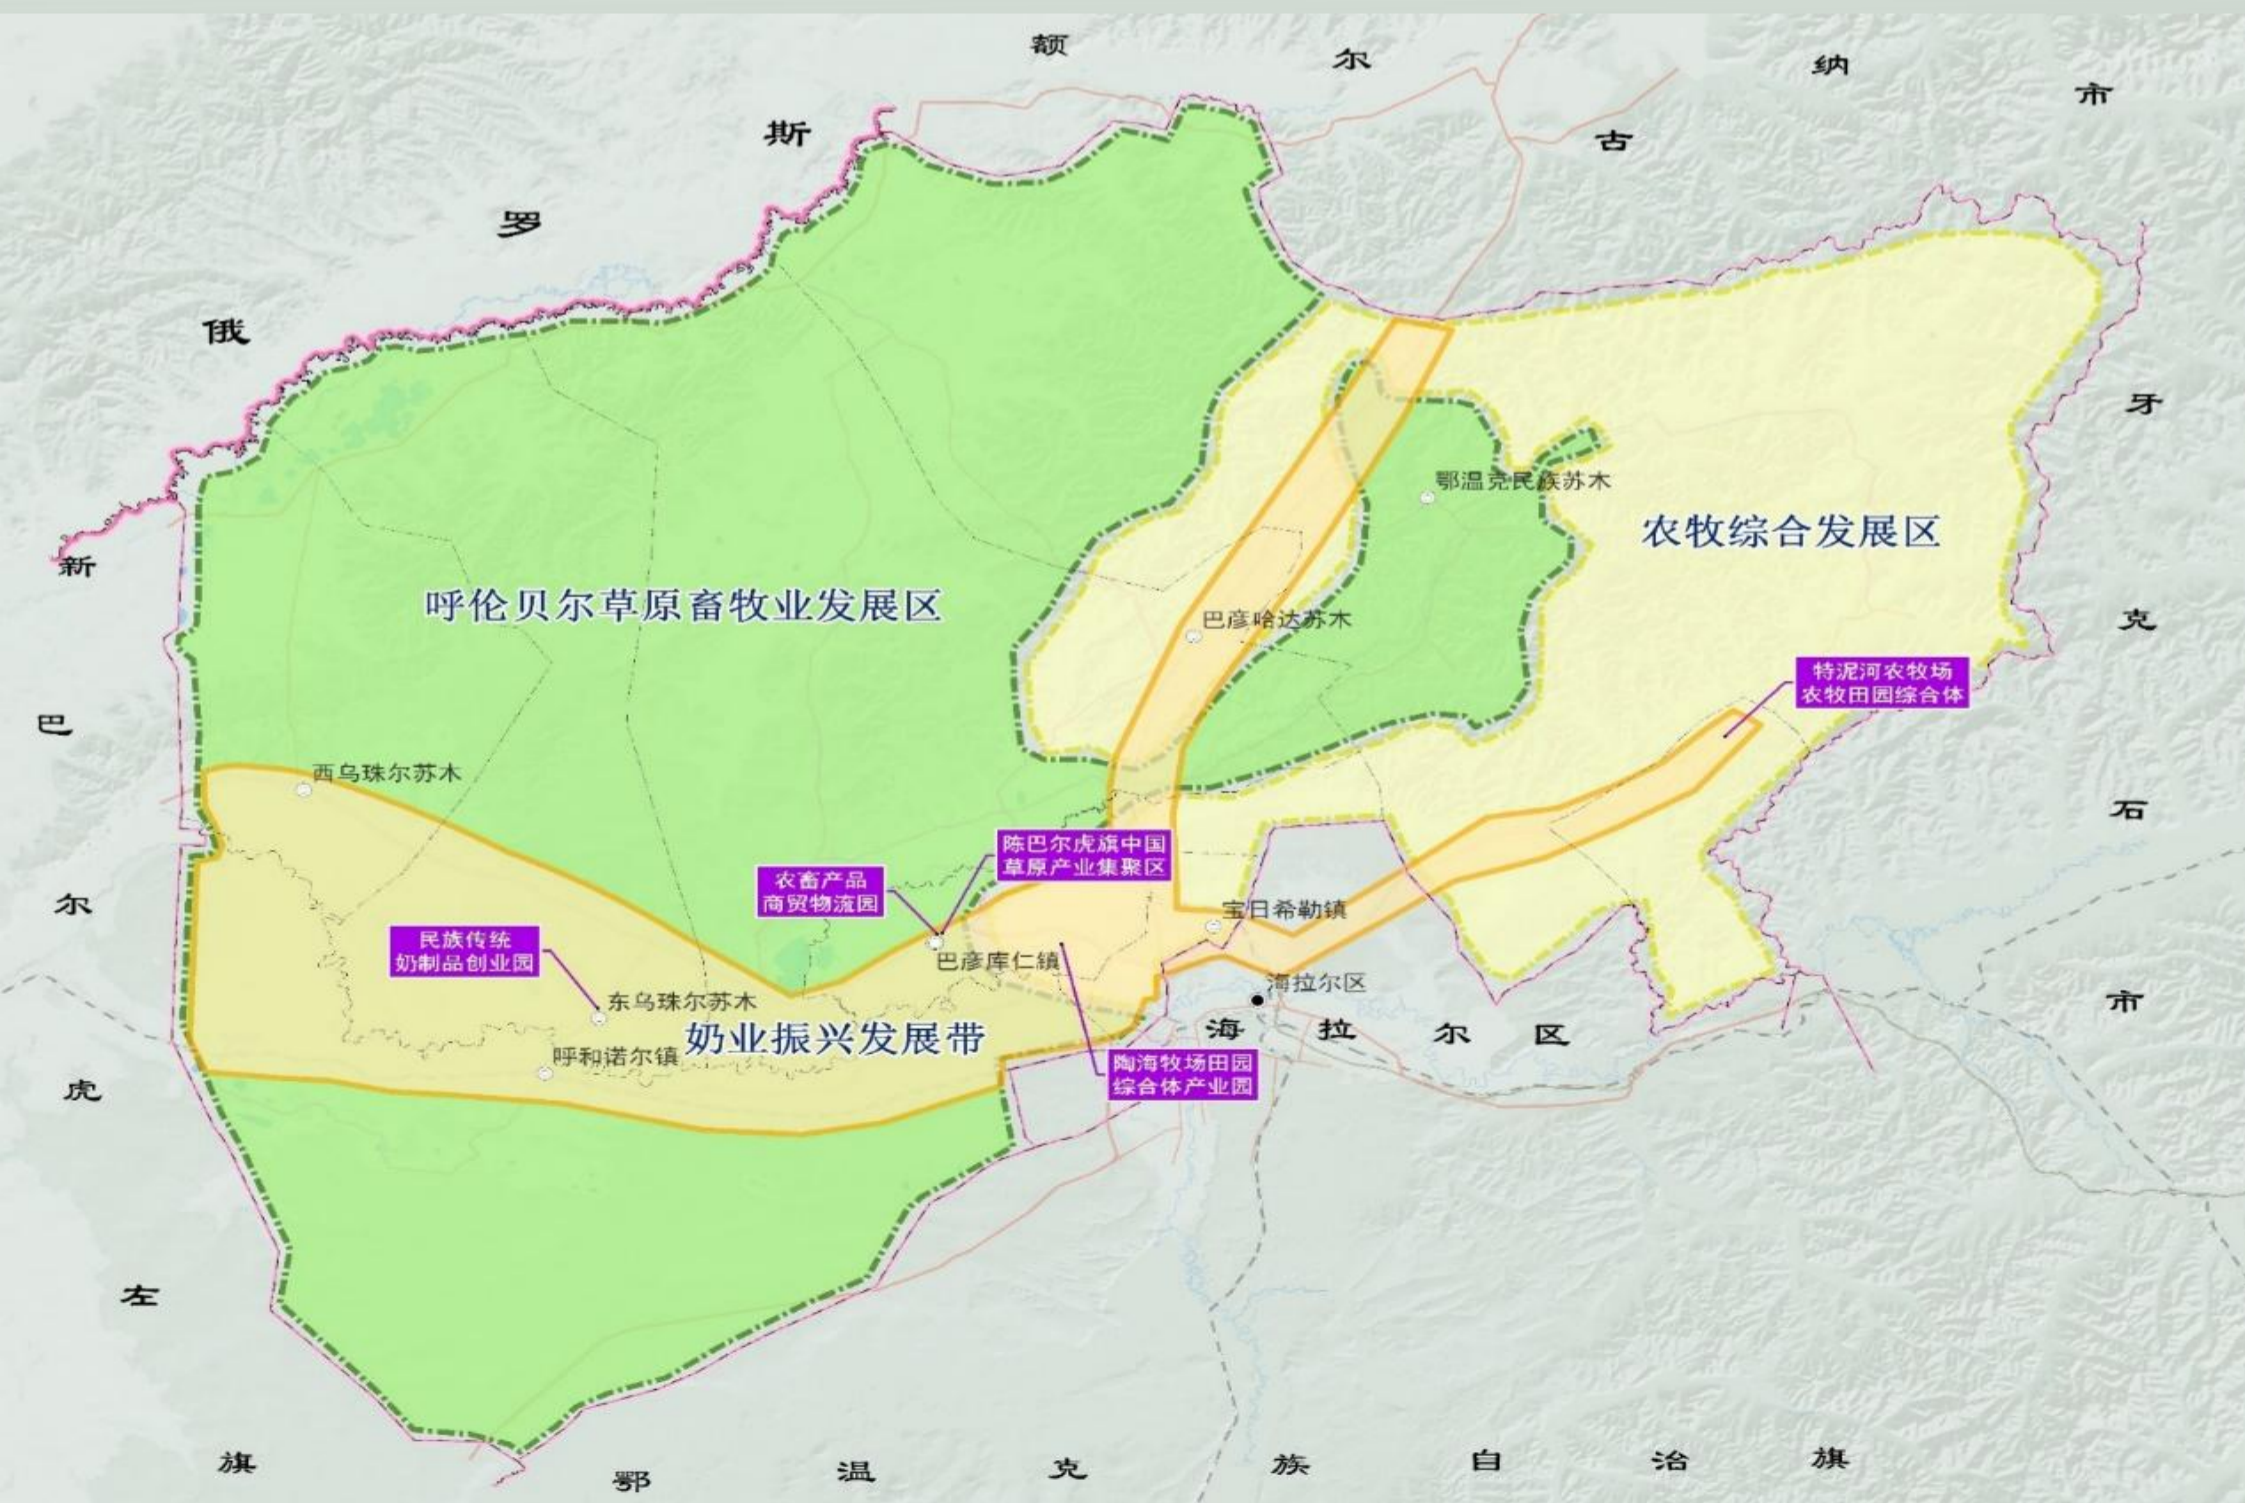 额尔古纳市
俄罗斯
牙克石市
新巴尔虎左旗
鄂温克族自治旗
海拉尔区
鄂温克民族苏木
农牧综合发展区
呼伦贝尔草原畜牧业发展区
巴彦哈达苏木
特泥河农牧场
农牧田园综合体
西乌珠尔苏木
陈巴尔虎旗中国
草原产业集聚区
农畜产品
商贸物流园
宝日希勒镇
民族传统
奶制品创业园
巴彦库仁镇
海拉尔区
东乌珠尔苏木
奶业振兴发展带
呼和诺尔镇
陶海牧场田园
综合体产业园